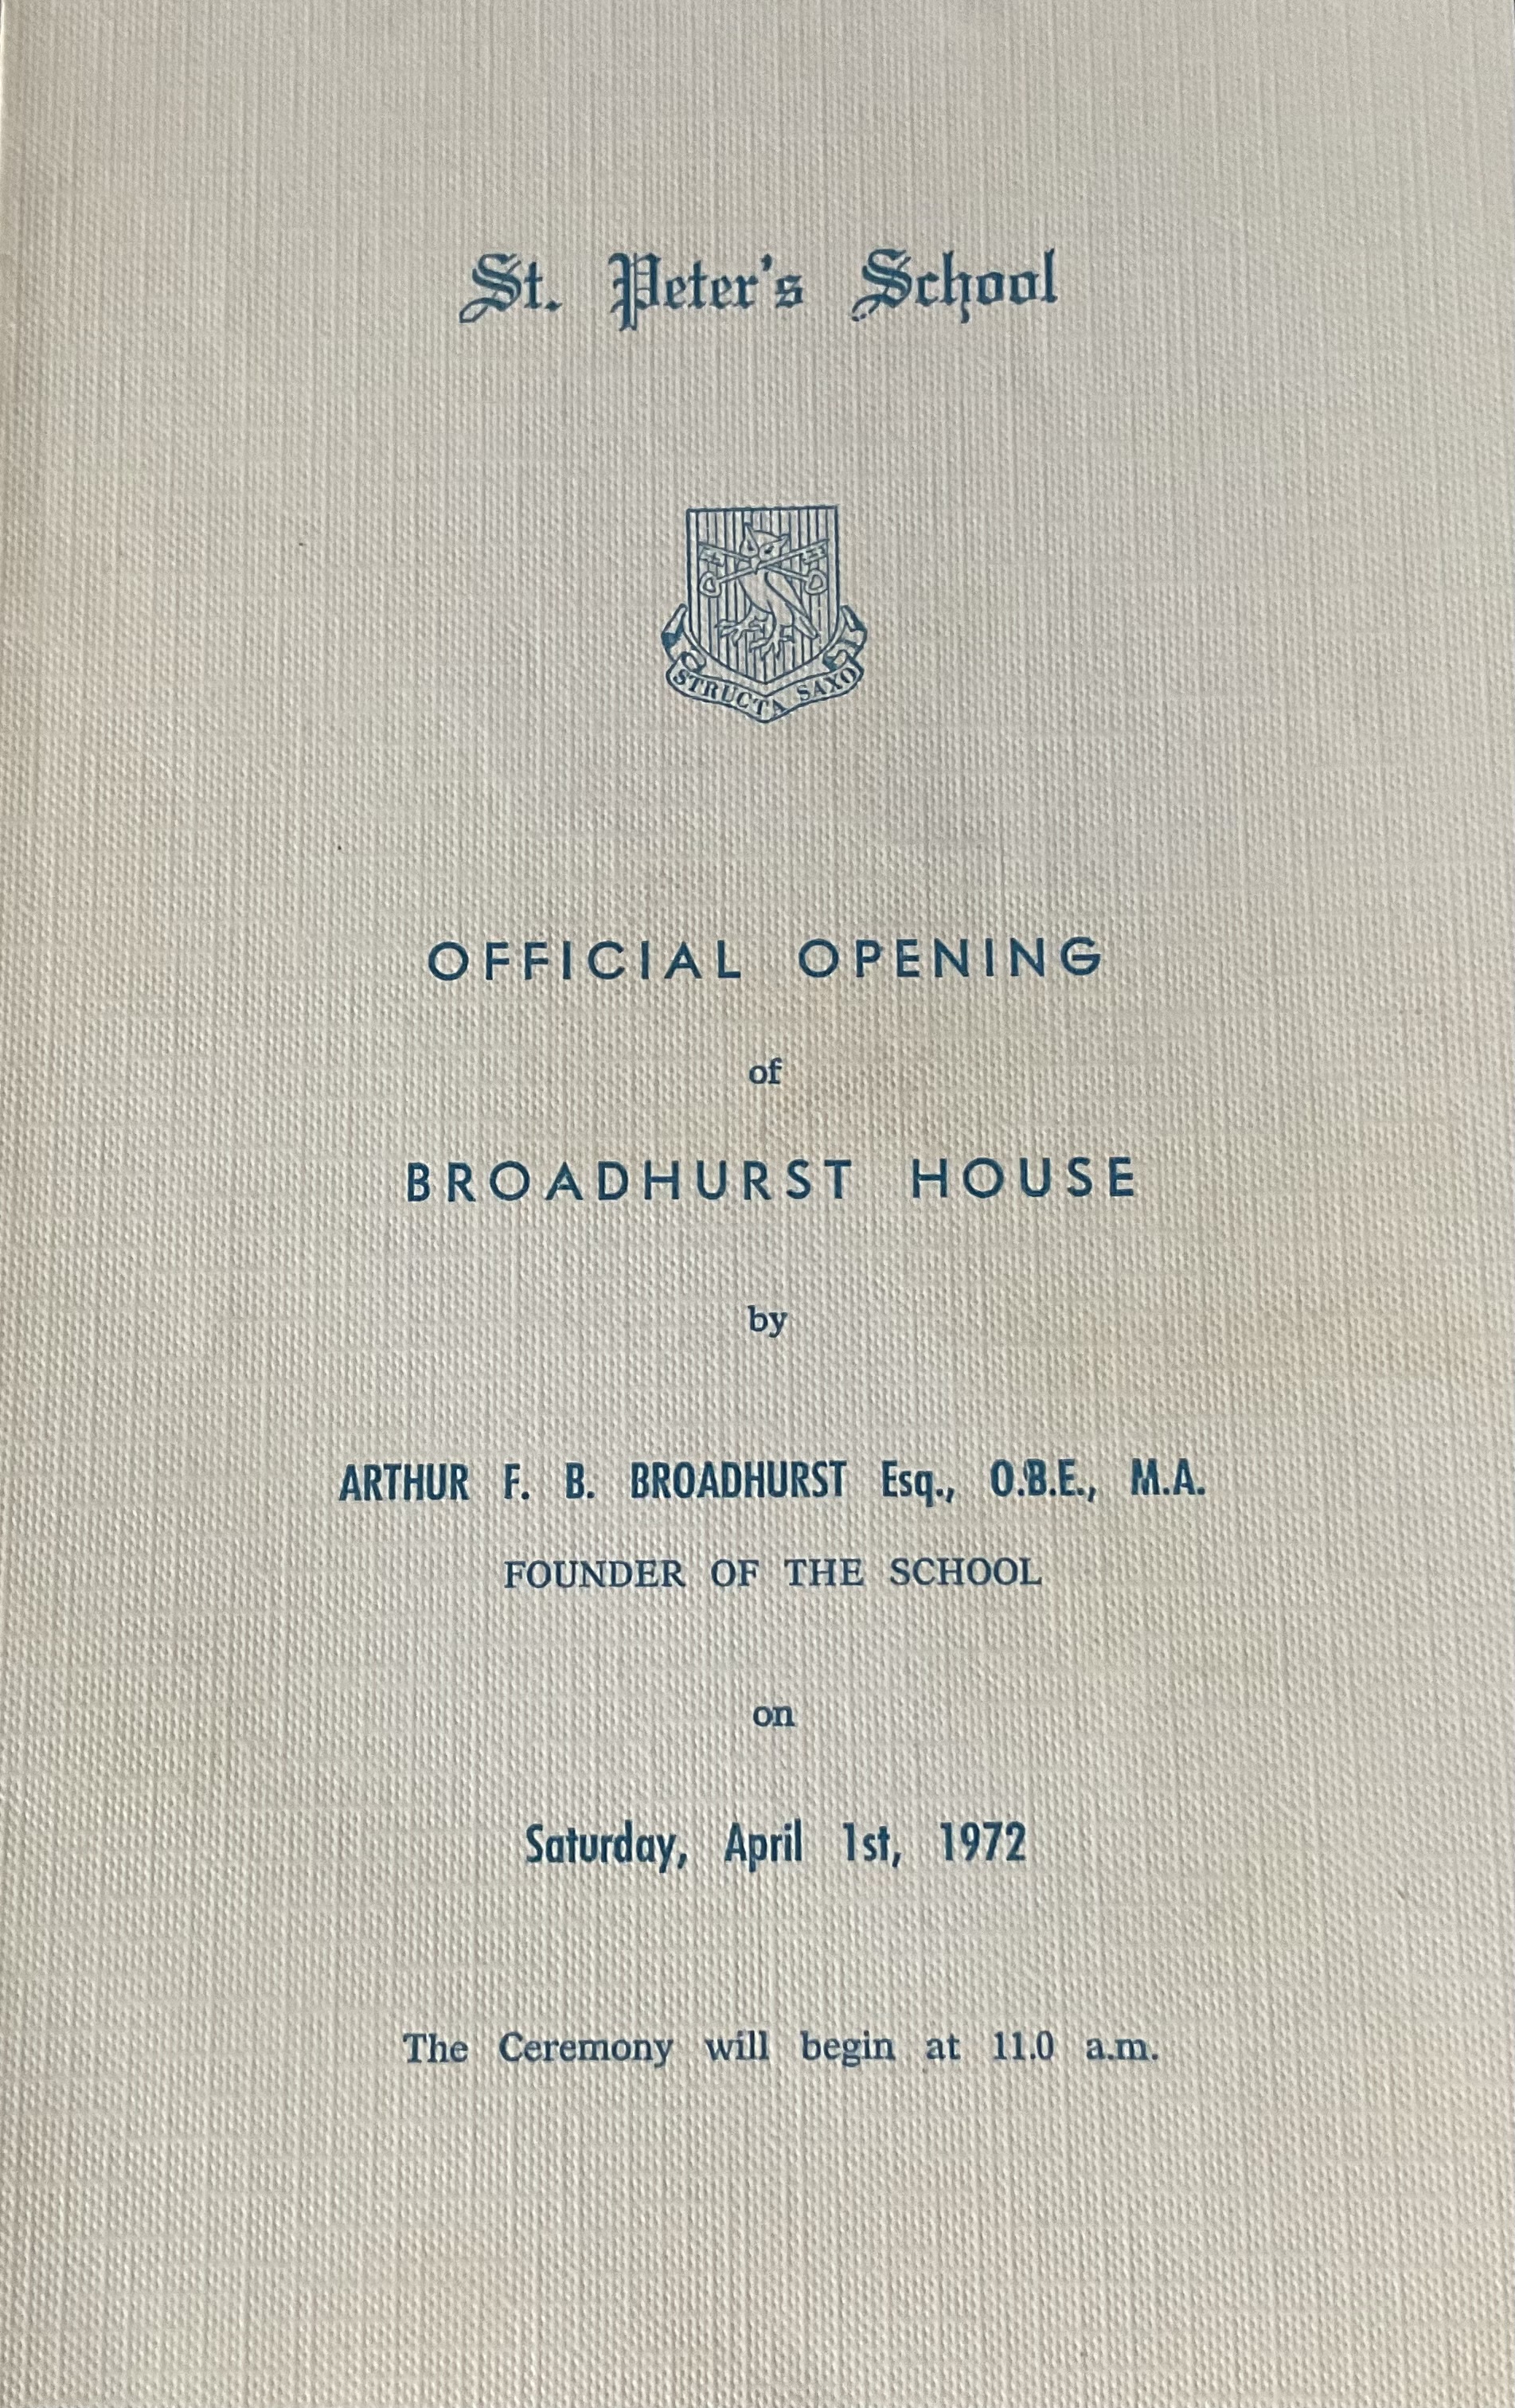 St. Peter's School
STRUCTA SAXO
OFFICIAL OPENING
of
BROADHURST HOUSE
by
ARTHUR F. B. BROADHURST Esq., O.B.E., M.A.
FOUNDER OF THE SCHOOL
on
Saturday, April 1st, 1972
The Ceremony will begin at 11.0 a.m.